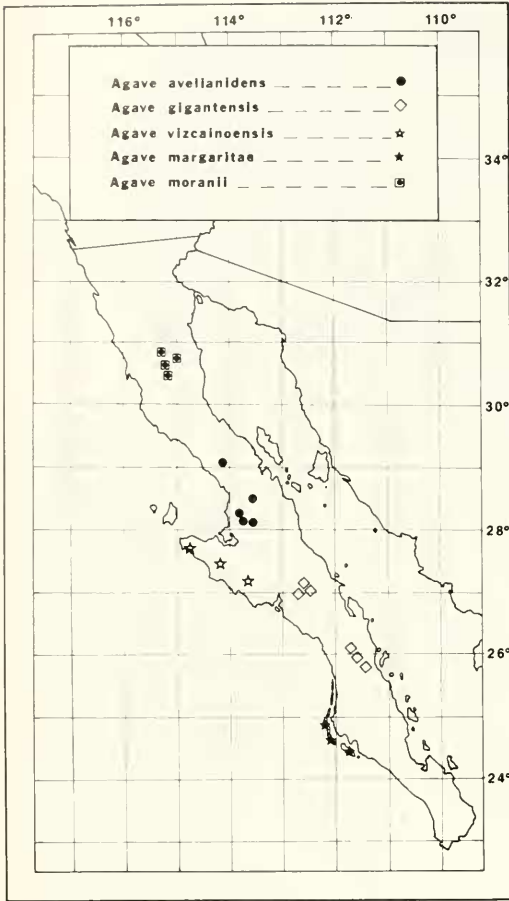 116° 114° 112° 110°
Agave avelianidens
Agave gigantensis
Agave vizcainoensis
Agave margaritae
Agave moranii
34°
32°
30°
28°
26°
24°